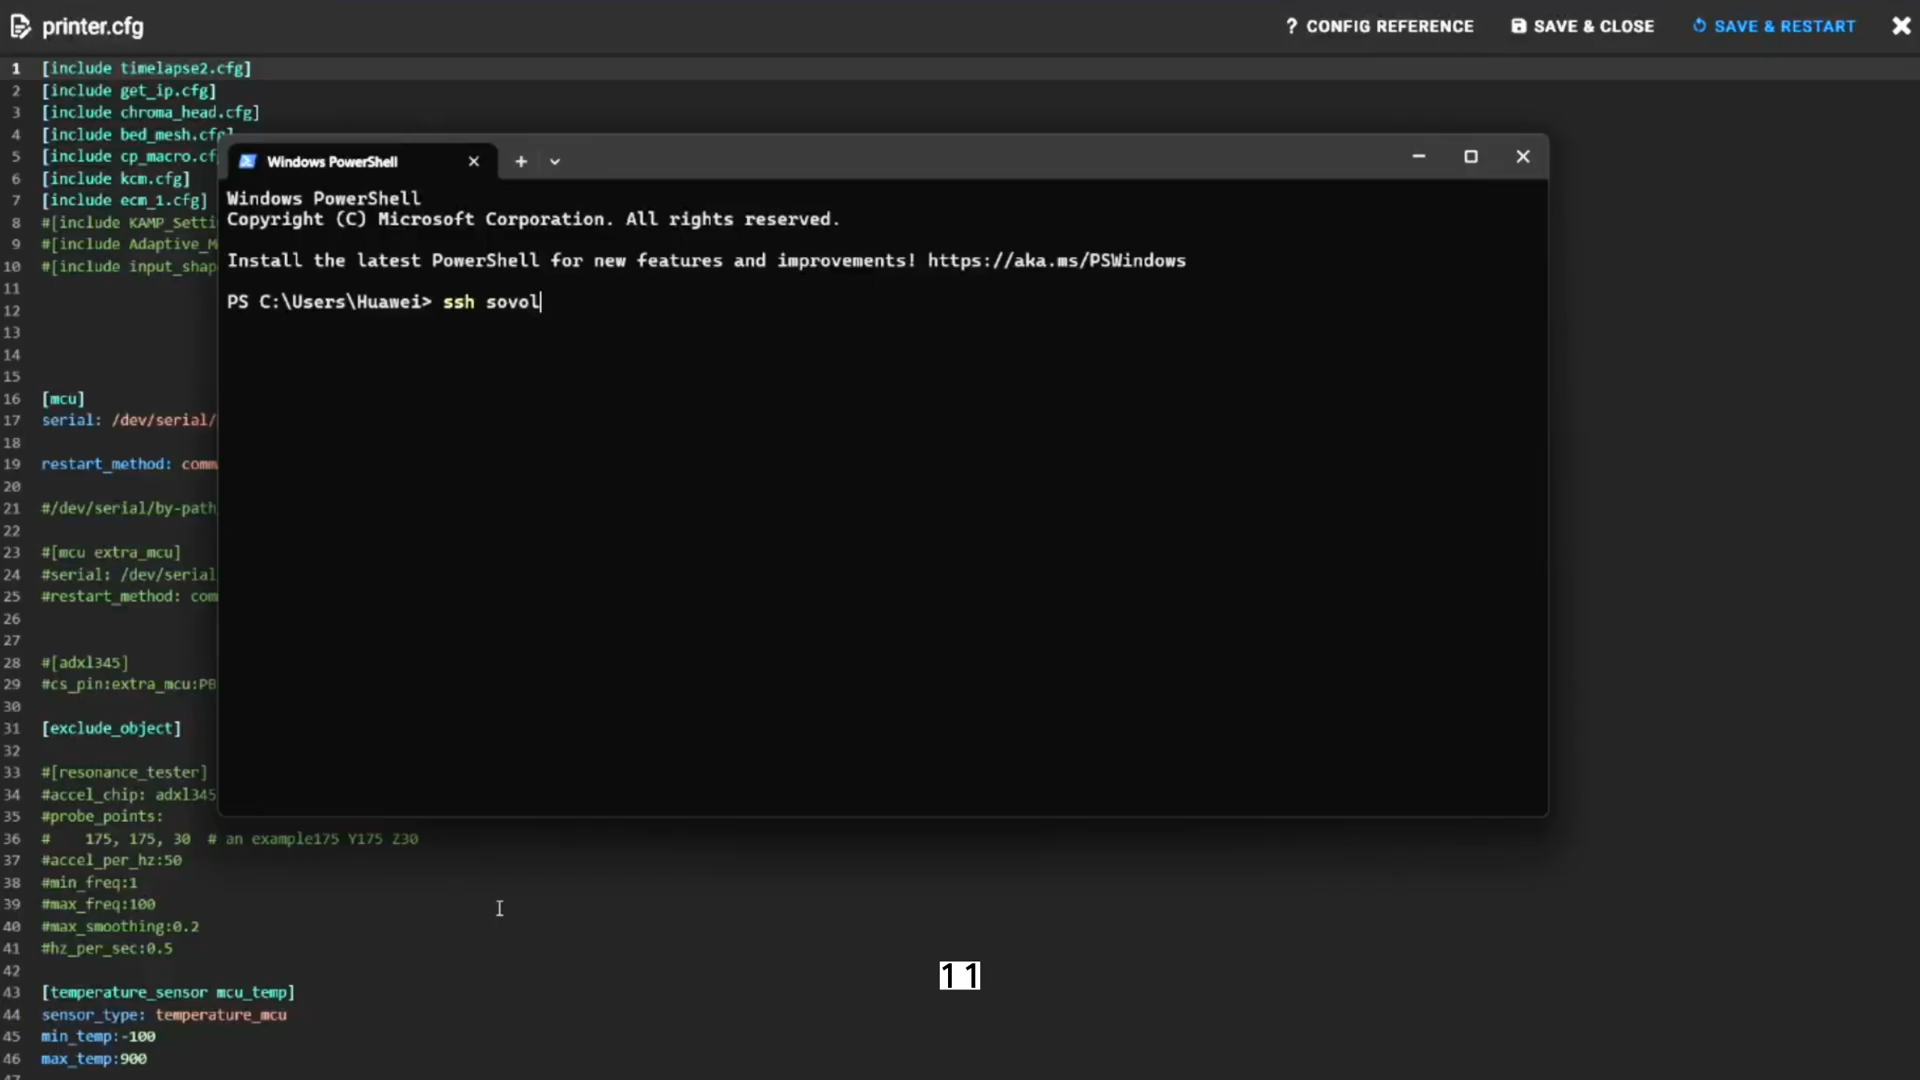 printer.cfg
? CONFIG REFERENCE SAVE & CLOSE SAVE & RESTART
1 [include timelapse2.cfg]
2 [include get_ip.cfg]
3 [include chroma_head.cfg]
4 [include bed_mesh.cfg]
5 [include cp_macro.cf
6 [include kcm.cfg]
7 [include ecm_1.cfg]
8 #[include KAMP_Setti
9 #[include Adaptive_M
10 #[include input_shap
11
12
13
14
15
16 [mcu]
17 serial: /dev/serial/
18
19 restart_method: comm
20
21 #/dev/serial/by-path
22
23 #[mcu extra_mcu]
24 #serial: /dev/serial
25 #restart_method: com
26
27
28 #[adxl345]
29 #cs_pin:extra_mcu:PB
30
31 [exclude_object]
32
33 #[resonance_tester]
34 #accel_chip: adxl345
35 #probe_points:
36 #    175, 175, 30  # an example175 Y175 Z30
37 #accel_per_hz:50
38 #min_freq:1
39 #max_freq:100
40 #max_smoothing:0.2
41 #hz_per_sec:0.5
42
43 [temperature_sensor mcu_temp]
44 sensor_type: temperature_mcu
45 min_temp:-100
46 max_temp:900
47
Windows PowerShell
Windows PowerShell
Copyright (C) Microsoft Corporation. All rights reserved.
Install the latest PowerShell for new features and improvements! https://aka.ms/PSWindows
PS C:\Users\Huawei> ssh sovol
11